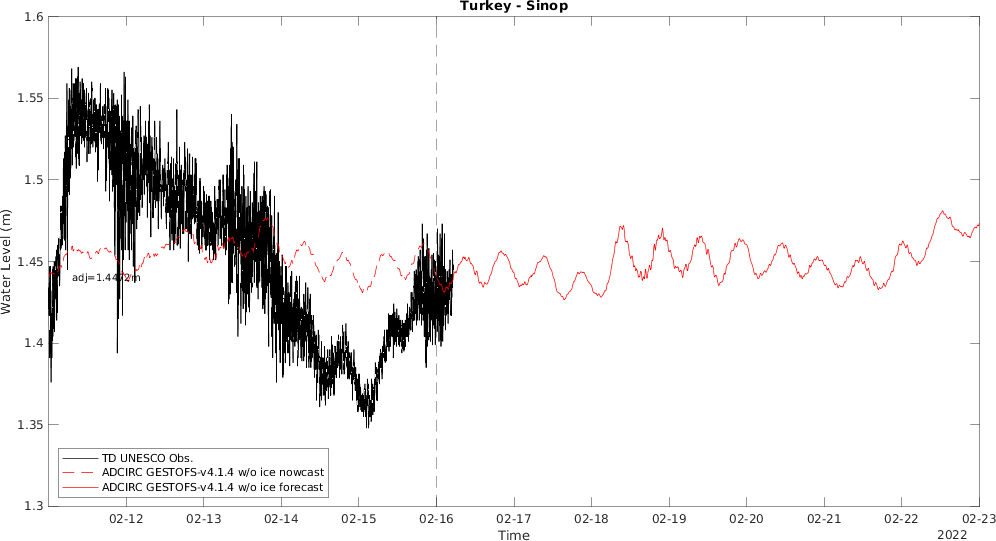 Turkey - Sinop
1.6
1.55
1.5
1.45
1.4
1.35
1.3
Water Level (m)
adj=1.4472m
TD UNESCO Obs.
ADCIRC GESTOFS-v4.1.4 w/o ice nowcast
ADCIRC GESTOFS-v4.1.4 w/o ice forecast
02-12 02-13 02-14 02-15 02-16 02-17 02-18 02-19 02-20 02-21 02-22 02-23
Time
2022